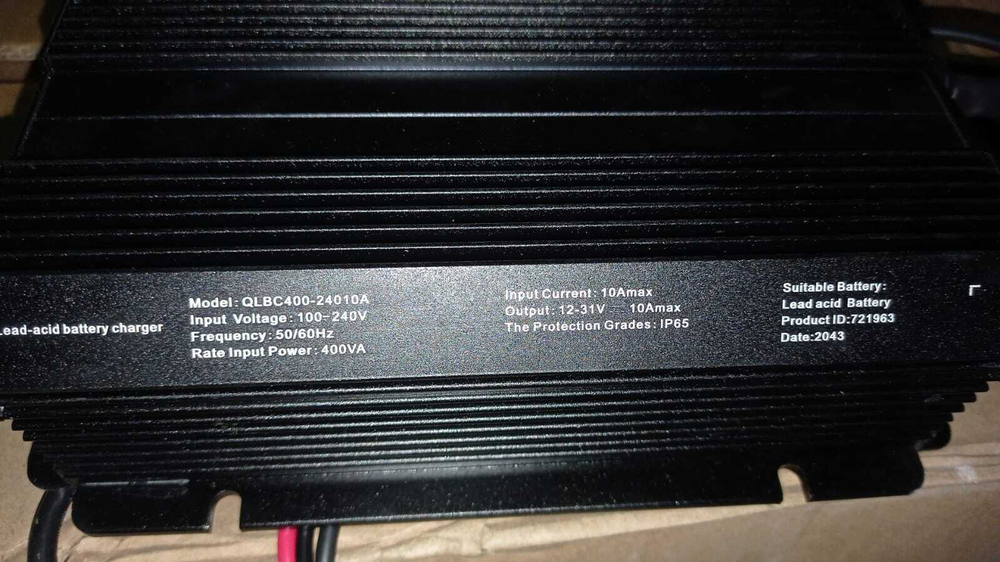 Lead-acid battery charger
Model: QLBC400-24010A
Input Voltage: 100-240V
Frequency: 50/60Hz
Rate Input Power: 400VA
Input Current: 10Amax
Output: 12-31V 10Amax
The Protection Grades: IP65
Suitable Battery:
Lead acid Battery
Product ID:721963
Date:2043